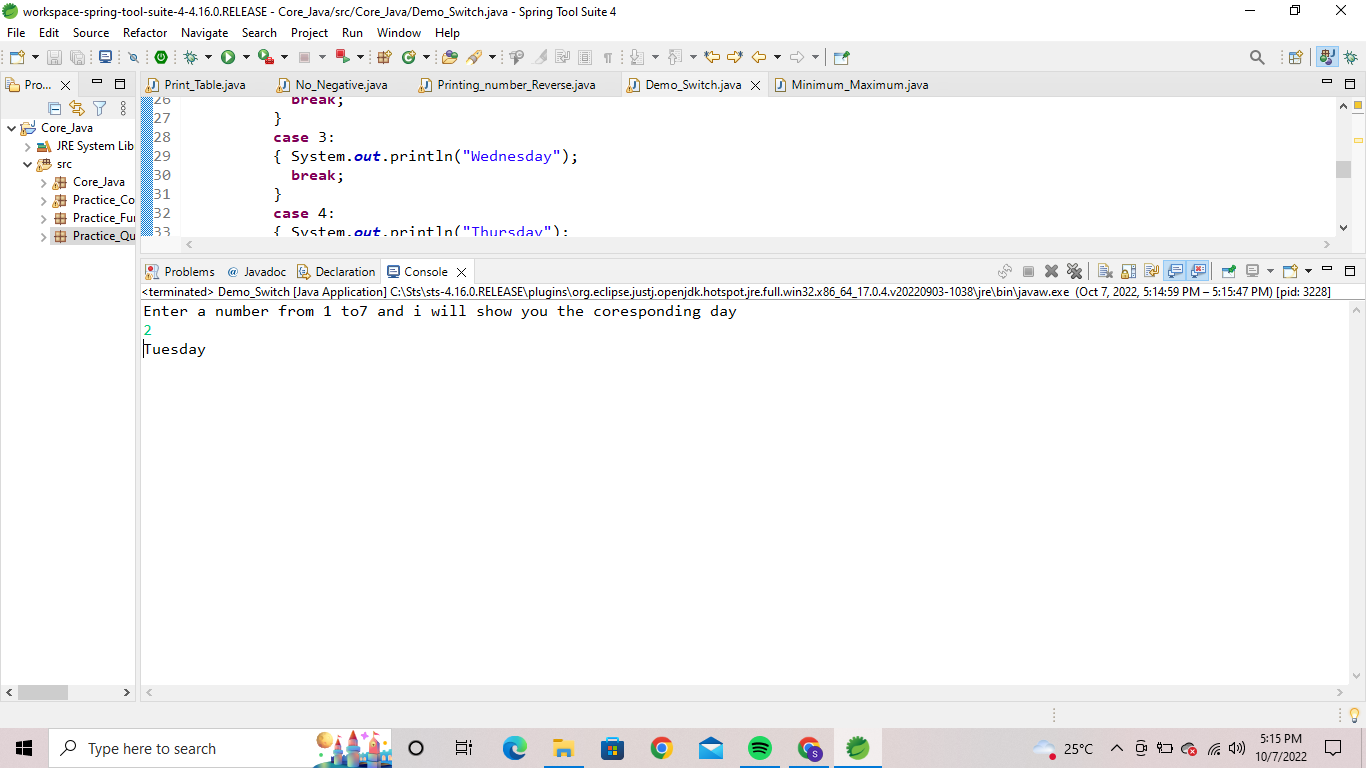 workspace-spring-tool-suite-4-4.16.0.RELEASE - Core_Java/src/Core_Java/Demo_Switch.java - Spring Tool Suite 4
File Edit Source Refactor Navigate Search Project Run Window Help
Pro... Print_Table.java No_Negative.java Printing_number_Reverse.java Demo_Switch.java Minimum_Maximum.java
Core_Java
JRE System Lib
src
Core_Java
Practice_Co
Practice_Fur
Practice_Qu
26 break;
27 }
28 case 3:
29 { System.out.println("Wednesday");
30 break;
31 }
32 case 4:
33 { System.out.println("Thursday");
Problems @ Javadoc Declaration Console
<terminated> Demo_Switch [Java Application] C:\Sts\sts-4.16.0.RELEASE\plugins\org.eclipse.justj.openjdk.hotspot.jre.full.win32.x86_64_17.0.4.v20220903-1038\jre\bin\javaw.exe (Oct 7, 2022, 5:14:59 PM – 5:15:47 PM) [pid: 3228]
Enter a number from 1 to7 and i will show you the coresponding day
2
Tuesday
Type here to search
S
25°C
5:15 PM
10/7/2022